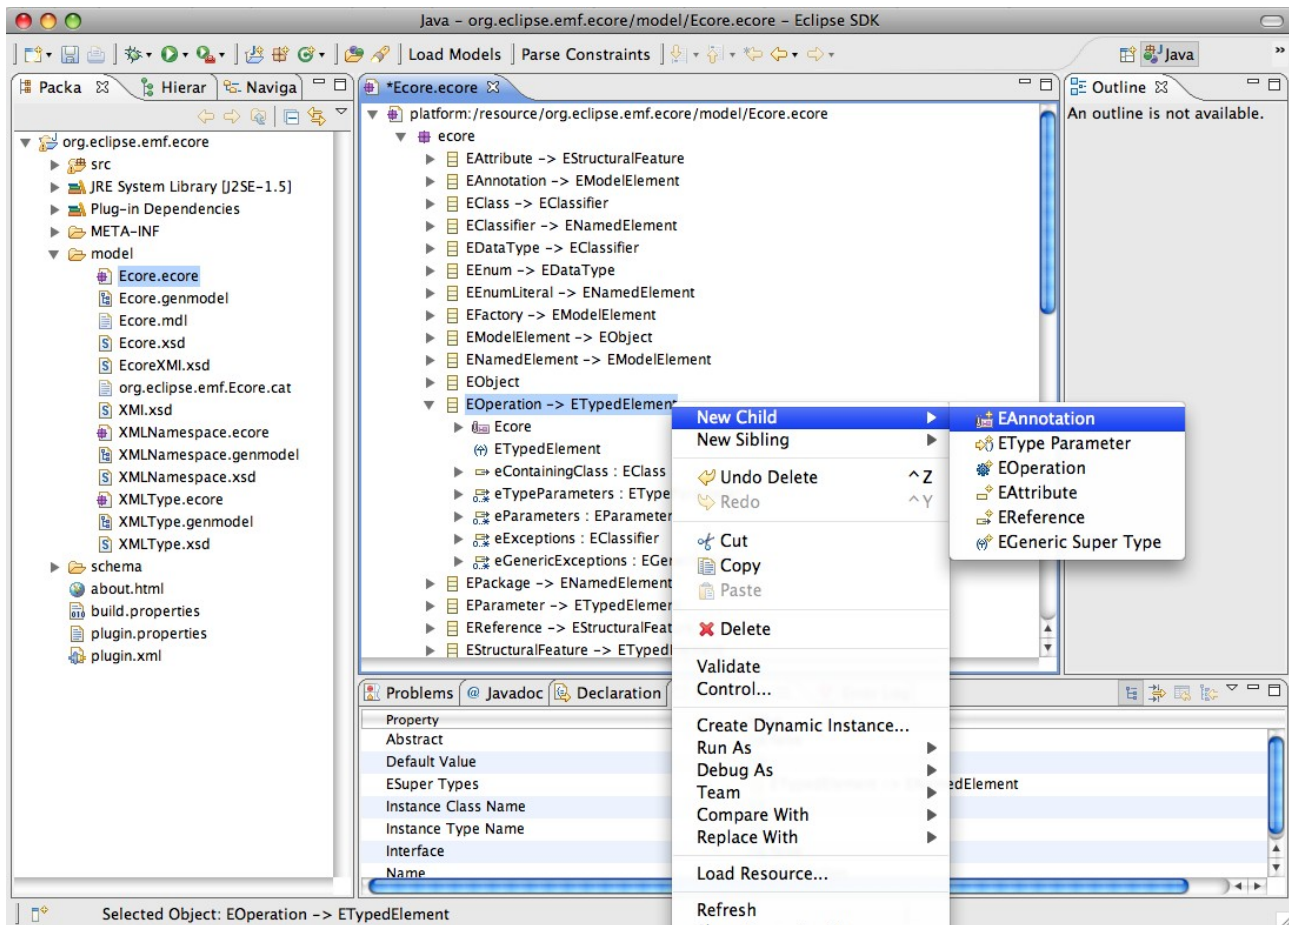 Java – org.eclipse.emf.ecore/model/Ecore.ecore – Eclipse SDK
Load Models Parse Constraints Java »
Packa Hierar Naviga
*Ecore.ecore
Outline
An outline is not available.
org.eclipse.emf.ecore
src
JRE System Library [J2SE-1.5]
Plug-in Dependencies
META-INF
model
Ecore.ecore
Ecore.genmodel
Ecore.mdl
Ecore.xsd
EcoreXMI.xsd
org.eclipse.emf.Ecore.cat
XMI.xsd
XMLNamespace.ecore
XMLNamespace.genmodel
XMLNamespace.xsd
XMLType.ecore
XMLType.genmodel
XMLType.xsd
schema
about.html
build.properties
plugin.properties
plugin.xml
platform:/resource/org.eclipse.emf.ecore/model/Ecore.ecore
ecore
EAttribute -> EStructuralFeature
EAnnotation -> EModelElement
EClass -> EClassifier
EClassifier -> ENamedElement
EDataType -> EClassifier
EEnum -> EDataType
EEnumLiteral -> ENamedElement
EFactory -> EModelElement
EModelElement -> EObject
ENamedElement -> EModelElement
EObject
EOperation -> ETypedElement
Ecore
ETypedElement
eContainingClass : EClass
eTypeParameters : EType
eParameters : EParameter
eExceptions : EClassifier
eGenericExceptions : EGe
EPackage -> ENamedElement
EParameter -> ETypedElemen
EReference -> EStructuralFeat
EStructuralFeature -> ETyped
New Child
New Sibling
Undo Delete ^Z
Redo ^Y
Cut
Copy
Paste
Delete
Validate
Control...
Create Dynamic Instance...
Run As
Debug As
Team
Compare With
Replace With
Load Resource...
Refresh
EAnnotation
EType Parameter
EOperation
EAttribute
EReference
EGeneric Super Type
Problems @ Javadoc Declaration
Property
Abstract
Default Value
ESuper Types edElement
Instance Class Name
Instance Type Name
Interface
Name
Selected Object: EOperation -> ETypedElement